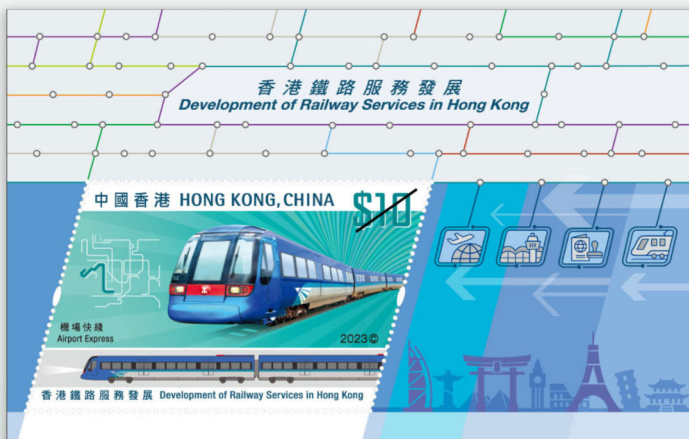 香港鐵路服務發展
Development of Railway Services in Hong Kong
中國香港 HONG KONG, CHINA $10
機場快綫
Airport Express
2023©
香港鐵路服務發展 Development of Railway Services in Hong Kong